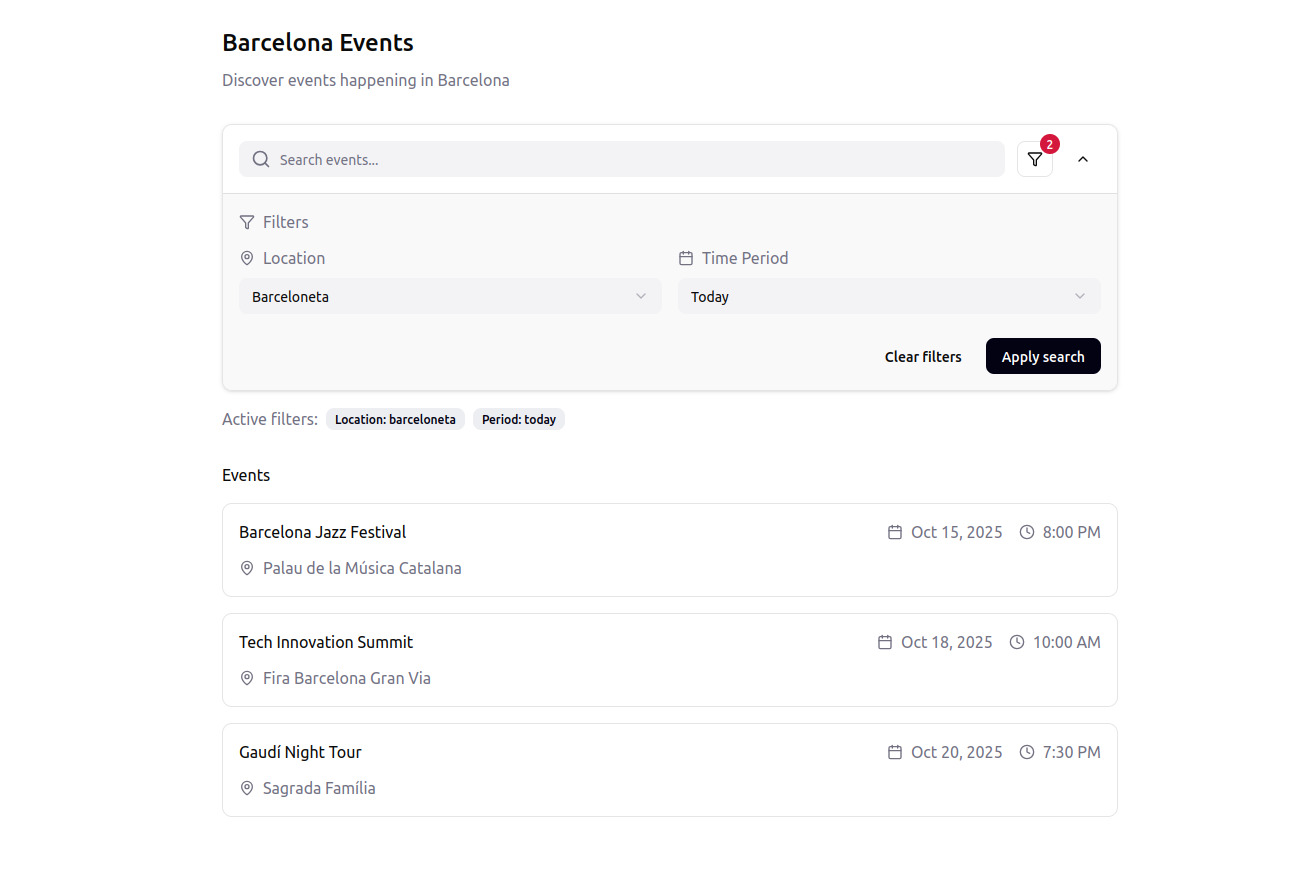 Barcelona Events
Discover events happening in Barcelona
Search events...
2
Filters
Location
Time Period
Barceloneta
Today
Clear filters
Apply search
Active filters: Location: barceloneta Period: today
Events
Barcelona Jazz Festival
Oct 15, 2025 8:00 PM
Palau de la Música Catalana
Tech Innovation Summit
Oct 18, 2025 10:00 AM
Fira Barcelona Gran Via
Gaudí Night Tour
Oct 20, 2025 7:30 PM
Sagrada Família